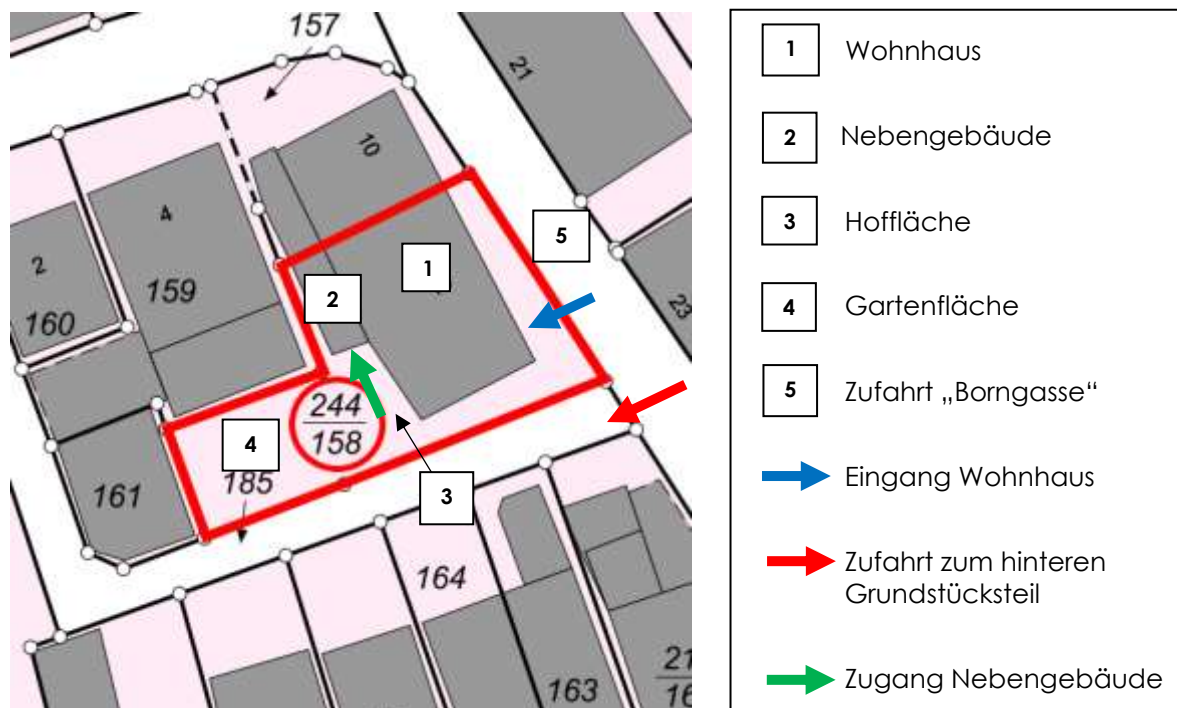 157
21
10
4
5
1
2
159
2
160
23
244
158
4
185
3
161
164
163
21
16
1 Wohnhaus
2 Nebengebäude
3 Hoffläche
4 Gartenfläche
5 Zufahrt „Borngasse“
Eingang Wohnhaus
Zufahrt zum hinteren
Grundstücksteil
Zugang Nebengebäude